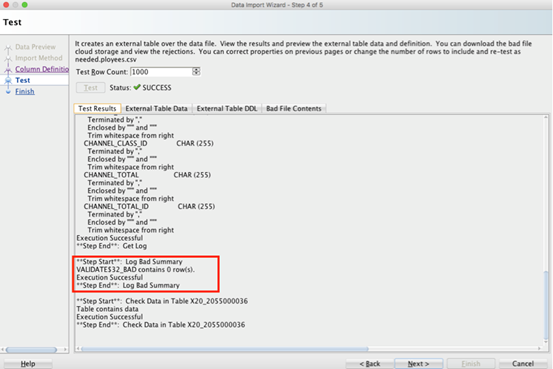 Data Import Wizard - Step 4 of 5
Test
Data Preview
Import Method
Column Definitio
Test
Finish
It creates an external table over the data file. View the results and preview the external table data and definition. You can download the bad file
cloud storage and view the rejections. You can correct properties on previous pages or change the number of rows to include and re-test as
needed.ployees.csv
Test Row Count: 1000
Test Status: SUCCESS
Test Results External Table Data External Table DDL Bad File Contents
Terminated by ","
Enclosed by """ and """
Trim whitespace from right
CHANNEL_CLASS_ID CHAR (255)
Terminated by ","
Enclosed by """ and """
Trim whitespace from right
CHANNEL_TOTAL CHAR (255)
Terminated by ","
Enclosed by """ and """
Trim whitespace from right
CHANNEL_TOTAL_ID CHAR (255)
Terminated by ","
Enclosed by """ and """
Trim whitespace from right
Execution Successful
**Step End**: Get Log
**Step Start**: Log Bad Summary
VALIDATE$32_BAD contains 0 row(s).
Execution Successful
**Step End**: Log Bad Summary
**Step Start**: Check Data in Table X20_2055000036
Table contains data
Execution Successful
**Step End**: Check Data in Table X20_2055000036
Help
< Back
Next >
Finish
Cancel